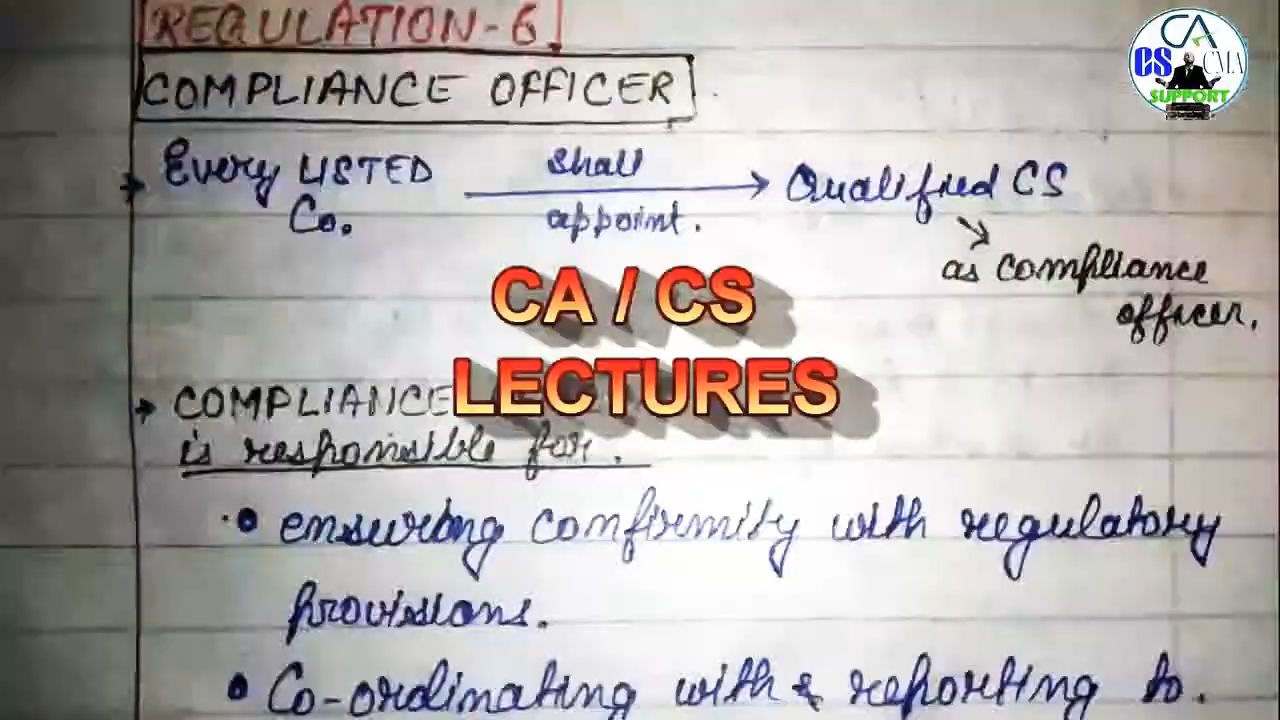 REGULATION-6
COMPLIANCE OFFICER
CA
CS CMA
SUPPORT
Every LISTED Co. shall appoint. Qualified CS
as compliance officer.
CA / CS
LECTURES
COMPLIANCE
is responsible for.
ensuring confirmity with regulatory
provisions.
Co-ordinating with & reporting to.